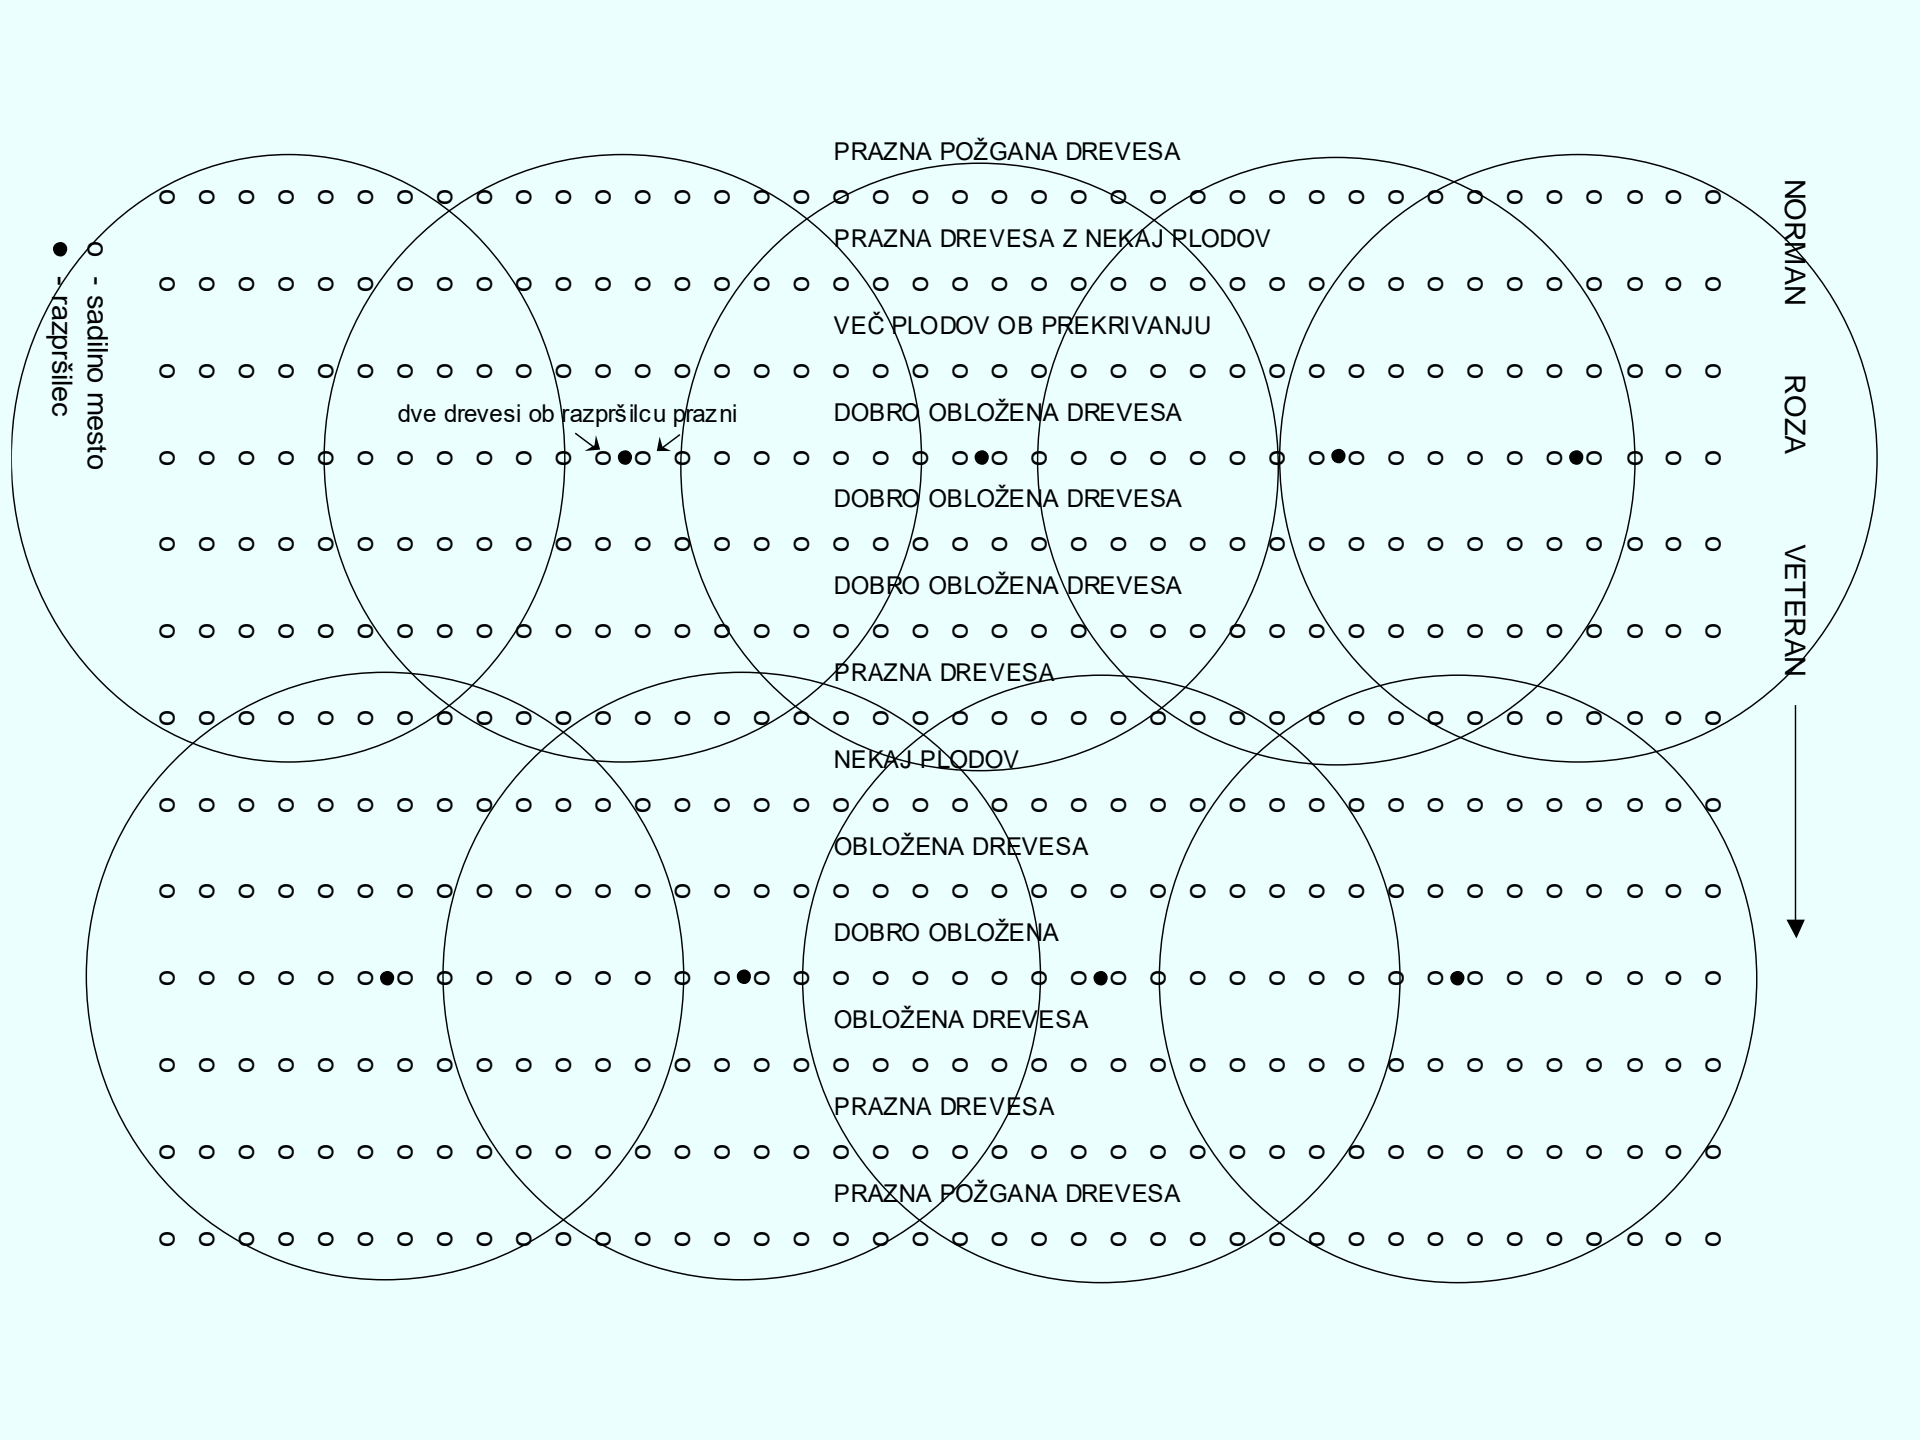 PRAZNA POŽGANA DREVESA
PRAZNA DREVESA Z NEKAJ PLODOV
VEČ PLODOV OB PREKRIVANJU
dve drevesi ob razpršilcu prazni
DOBRO OBLOŽENA DREVESA
DOBRO OBLOŽENA DREVESA
DOBRO OBLOŽENA DREVESA
PRAZNA DREVESA
NEKAJ PLODOV
OBLOŽENA DREVESA
DOBRO OBLOŽENA
OBLOŽENA DREVESA
PRAZNA DREVESA
PRAZNA POŽGANA DREVESA
o - sadilno mesto
● - razpršilec
NORMAN ROZA VETERAN